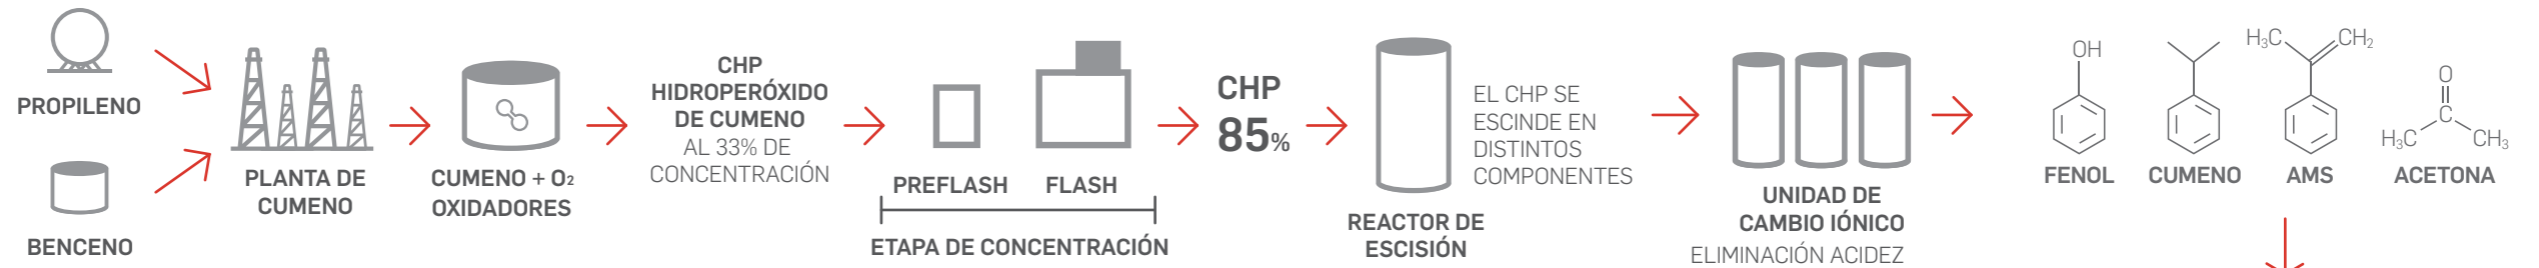 PROPILENO
BENCENO
PLANTA DE
CUMENO
CUMENO + O₂
OXIDADORES
CHP
HIDROPERÓXIDO
DE CUMENO
AL 33% DE
CONCENTRACIÓN
PREFLASH
FLASH
ETAPA DE CONCENTRACIÓN
CHP
85%
REACTOR DE
ESCISIÓN
EL CHP SE
ESCINDE EN
DISTINTOS
COMPONENTES
UNIDAD DE
CAMBIO IÓNICO
ELIMINACIÓN ACIDEZ
OH
FENOL
CUMENO
H₃C
CH₂
AMS
O
C
H₃C
CH₃
ACETONA